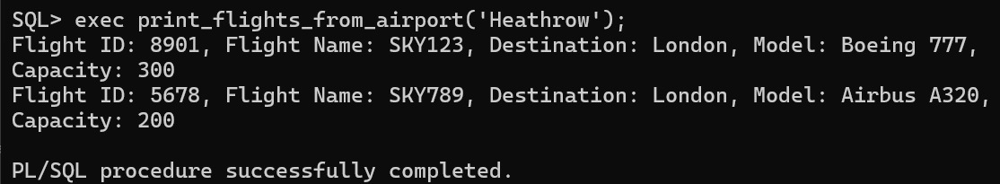 SQL> exec print_flights_from_airport('Heathrow');
Flight ID: 8901, Flight Name: SKY123, Destination: London, Model: Boeing 777,
Capacity: 300
Flight ID: 5678, Flight Name: SKY789, Destination: London, Model: Airbus A320,
Capacity: 200
PL/SQL procedure successfully completed.